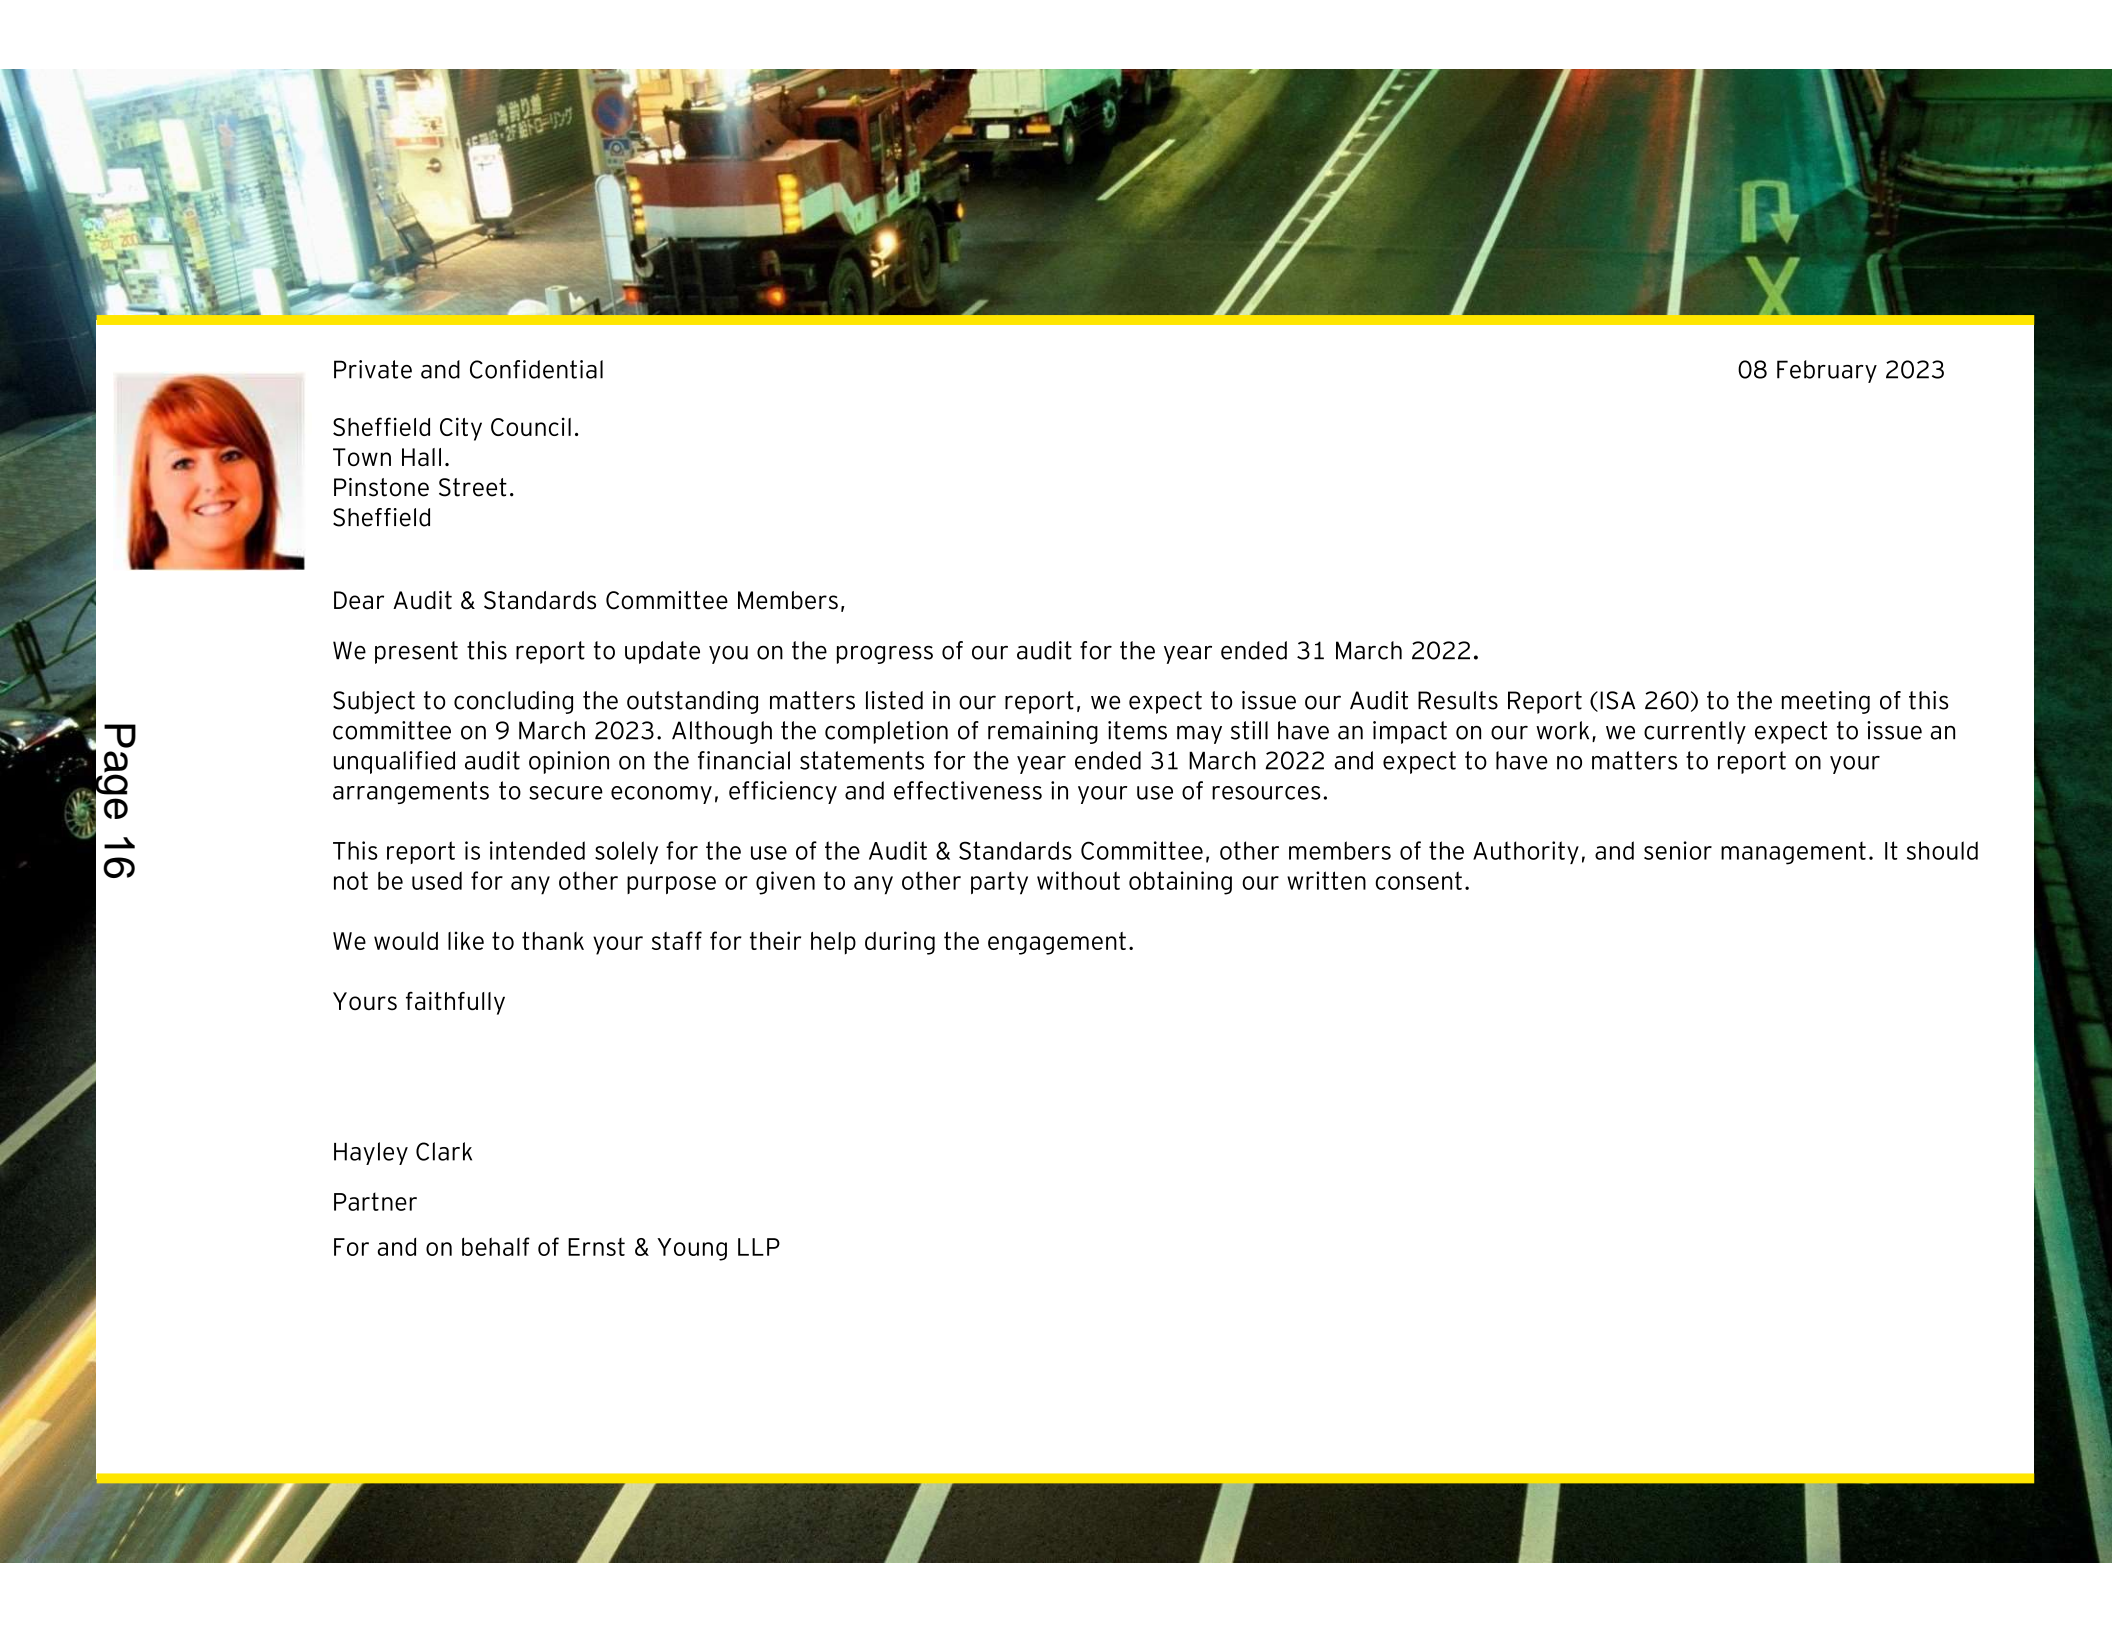 海釣り船
Private and Confidential
08 February 2023
Sheffield City Council.
Town Hall.
Pinstone Street.
Sheffield
Dear Audit & Standards Committee Members,
We present this report to update you on the progress of our audit for the year ended 31 March 2022.
Subject to concluding the outstanding matters listed in our report, we expect to issue our Audit Results Report (ISA 260) to the meeting of this
committee on 9 March 2023. Although the completion of remaining items may still have an impact on our work, we currently expect to issue an
unqualified audit opinion on the financial statements for the year ended 31 March 2022 and expect to have no matters to report on your
arrangements to secure economy, efficiency and effectiveness in your use of resources.
This report is intended solely for the use of the Audit & Standards Committee, other members of the Authority, and senior management. It should
not be used for any other purpose or given to any other party without obtaining our written consent.
We would like to thank your staff for their help during the engagement.
Yours faithfully
Hayley Clark
Partner
For and on behalf of Ernst & Young LLP
Page 16